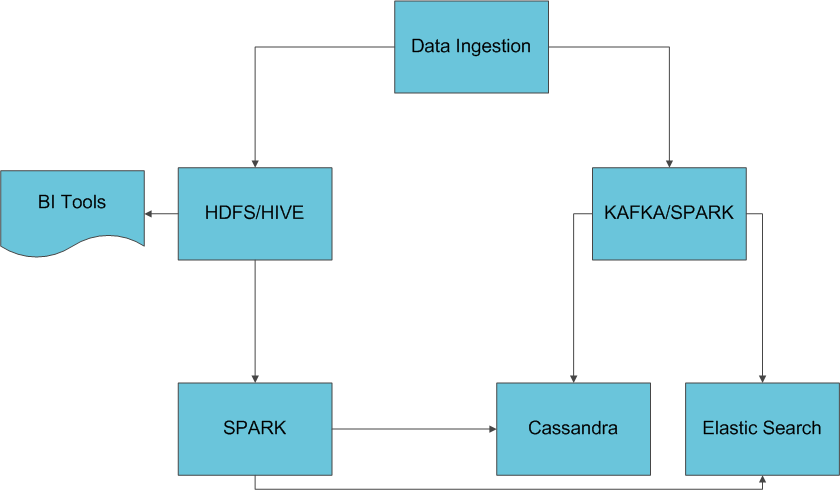 Data Ingestion
BI Tools
HDFS/HIVE
KAFKA/SPARK
SPARK
Cassandra
Elastic Search